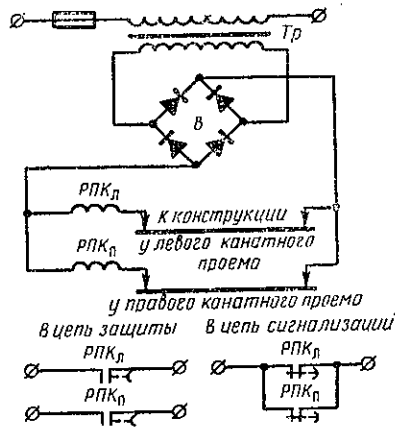 Тр
В
РПКл
К конструкции
у левого канатного
проема
РПКп
у правого канатного проема
В цепь защиты В цепь сигнализации
РПКл РПКл
РПКп РПКп